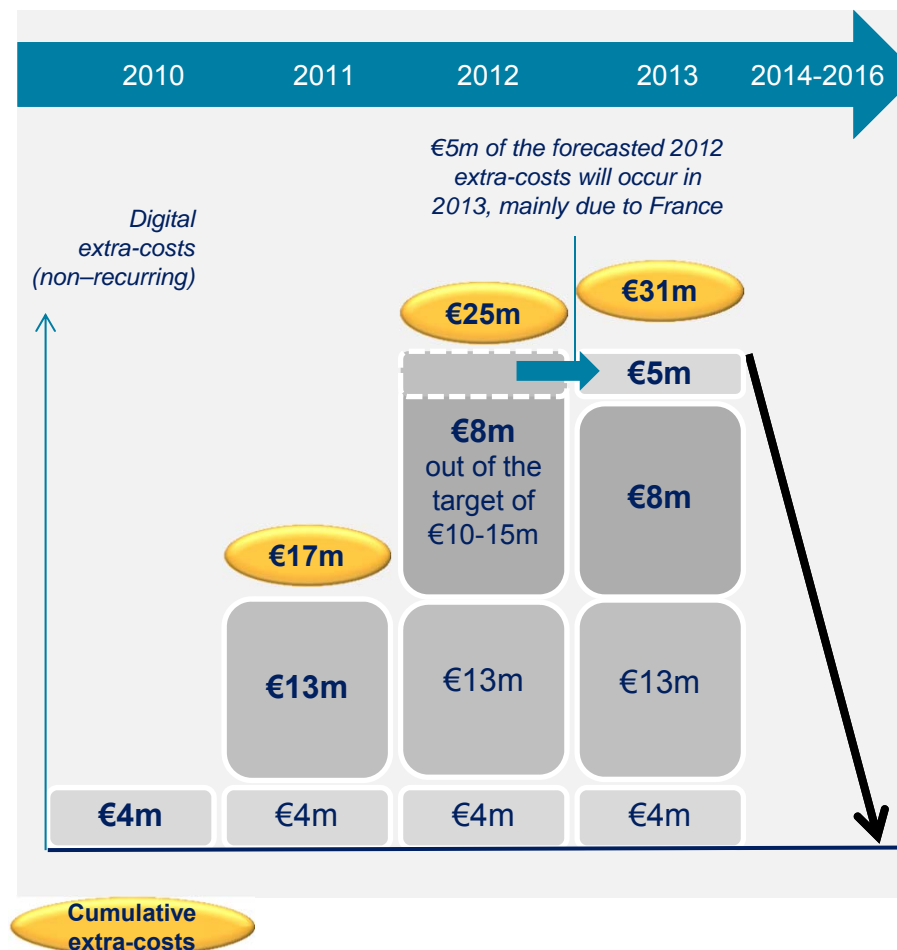 2010 2011 2012 2013 2014-2016
€5m of the forecasted 2012
extra-costs will occur in
2013, mainly due to France
Digital
extra-costs
(non–recurring)
€25m
€31m
€5m
€8m
out of the
target of
€10-15m
€8m
€17m
€13m
€13m
€13m
€4m
€4m
€4m
€4m
Cumulative
extra-costs